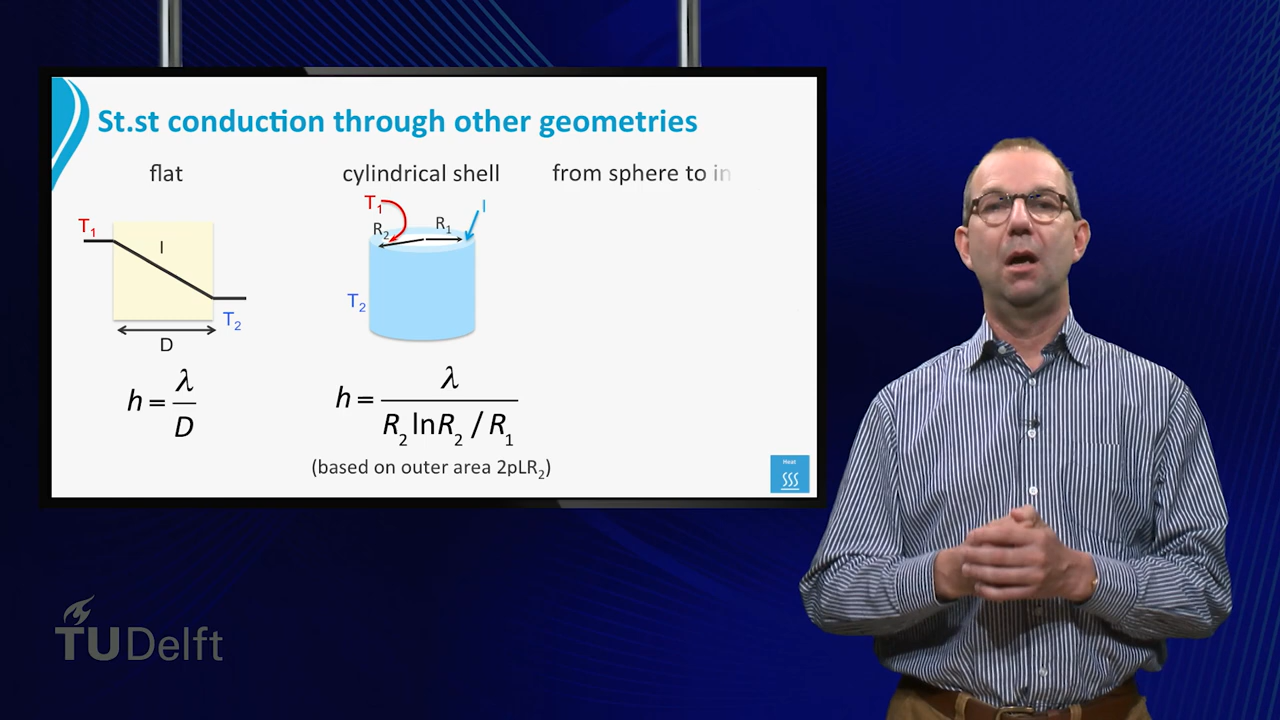 St.st conduction through other geometries
flat
cylindrical shell
from sphere to in
T1
l
T2
D
T1
l
R2
R1
T2
h = λ / D
h = λ / R2 lnR2 / R1
(based on outer area 2pLR2)
Heat
TUDelft